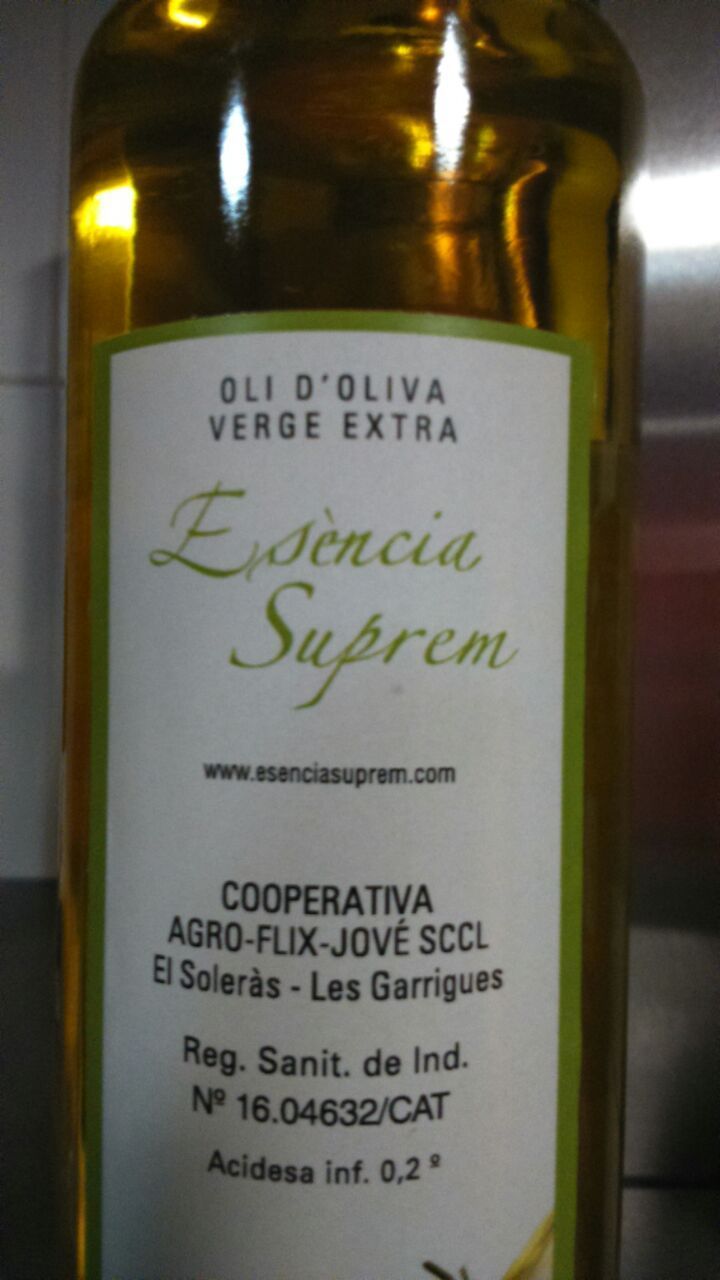 OLI D'OLIVA
VERGE EXTRA
Esència
Suprem
www.esenciasuprem.com
COOPERATIVA
AGRO-FLIX-JOVÉ SCCL
El Soleràs - Les Garrigues
Reg. Sanit. de Ind.
Nº 16.04632/CAT
Acidesa inf. 0,2 º